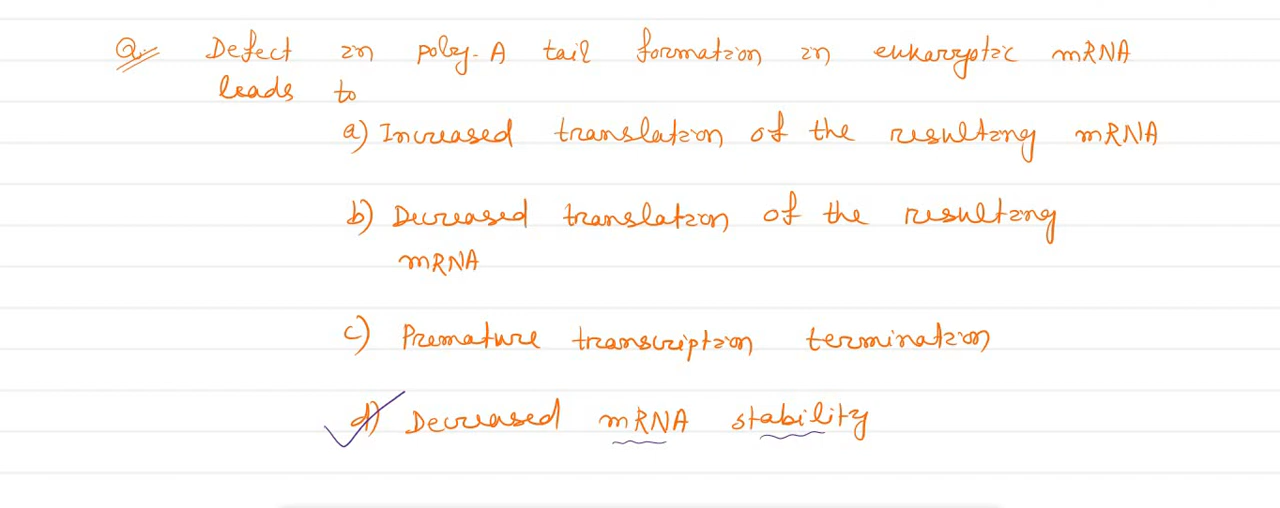 Q. Defect in poly-A tail formation in eukaryotic mRNA
leads to
a) Increased translation of the resulting mRNA
b) Decreased translation of the resulting
mRNA
c) Premature transcription termination
d) Decreased mRNA stability